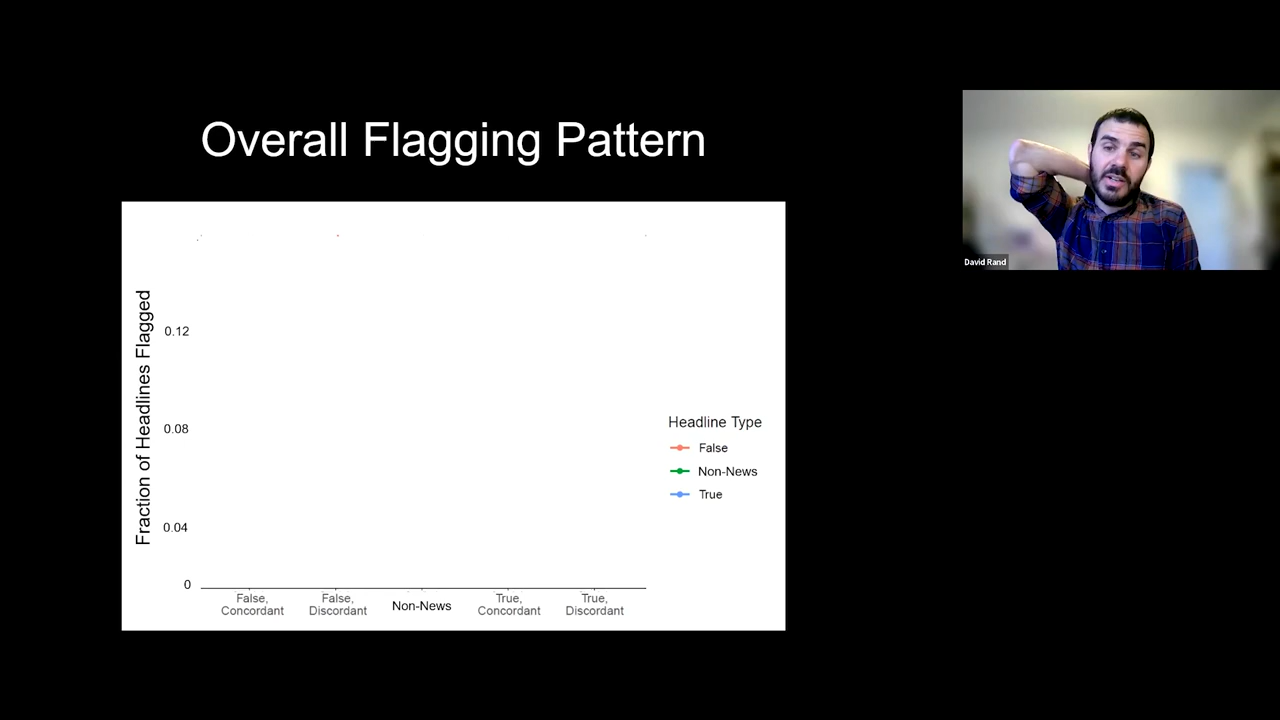 Overall Flagging Pattern
Fraction of Headlines Flagged
0.12
0.08
0.04
0
False,
Concordant
False,
Discordant
Non-News
True,
Concordant
True,
Discordant
Headline Type
False
Non-News
True
David Rand